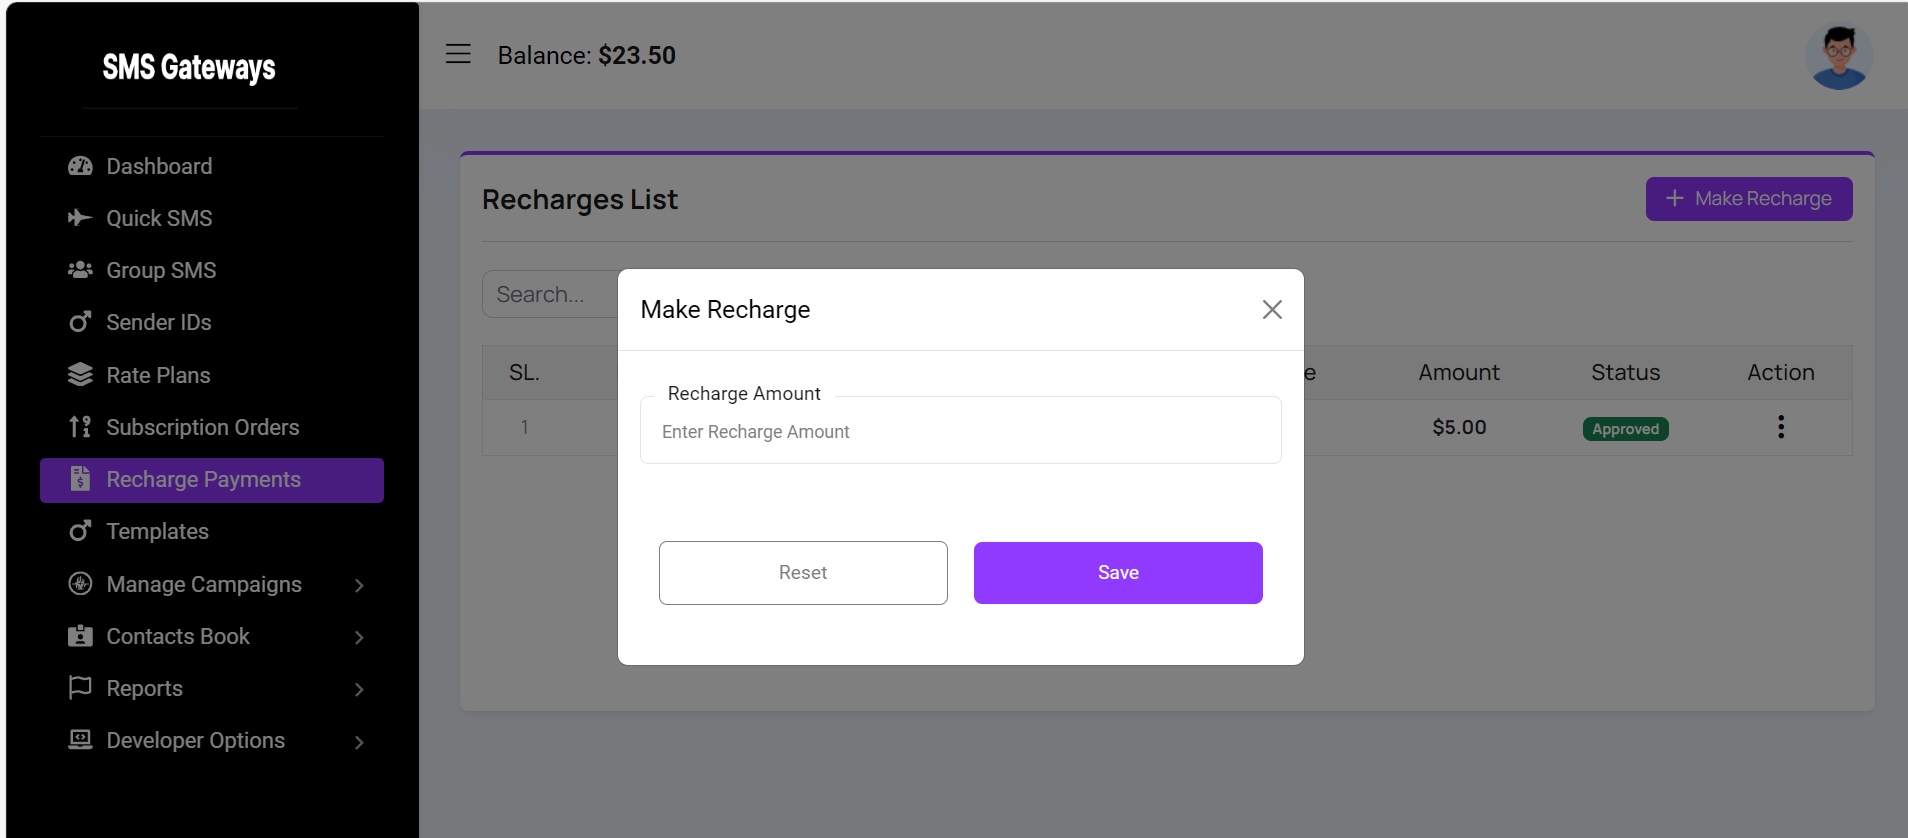 SMS Gateways
Balance: $23.50
Dashboard
Quick SMS
Group SMS
Sender IDs
Rate Plans
Subscription Orders
Recharge Payments
Templates
Manage Campaigns
Contacts Book
Reports
Developer Options
Recharges List
Make Recharge
Search...
SL. e Amount Status Action
1 $5.00 Approved
Make Recharge
Recharge Amount
Enter Recharge Amount
Reset Save